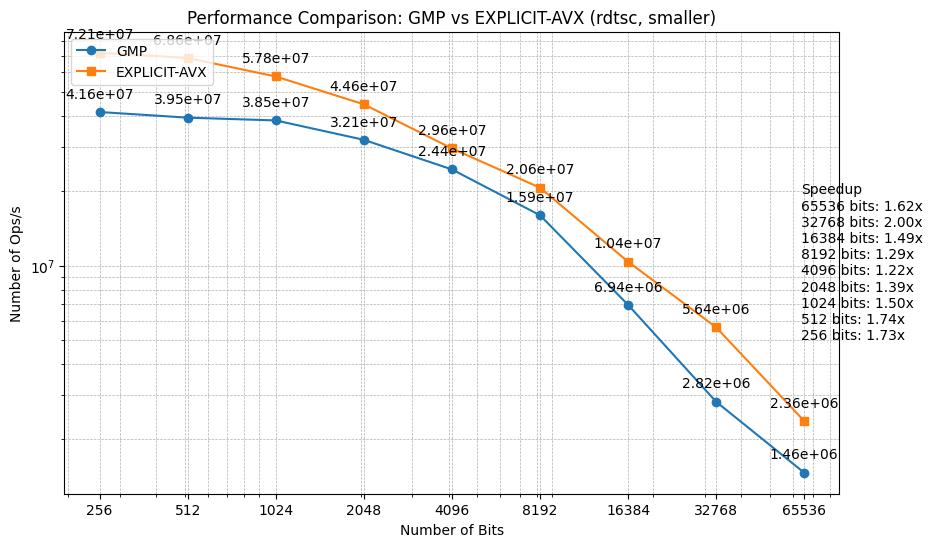 Performance Comparison: GMP vs EXPLICIT-AVX (rdtsc, smaller)
7.21e+07
6.86e+07
GMP
EXPLICIT-AVX
5.78e+07
4.46e+07
4.16e+07
3.95e+07
3.85e+07
3.21e+07
2.96e+07
2.44e+07
2.06e+07
1.59e+07
1.04e+07
6.94e+06
5.64e+06
2.82e+06
2.36e+06
1.46e+06
Speedup
65536 bits: 1.62x
32768 bits: 2.00x
16384 bits: 1.49x
8192 bits: 1.29x
4096 bits: 1.22x
2048 bits: 1.39x
1024 bits: 1.50x
512 bits: 1.74x
256 bits: 1.73x
Number of Ops/s
10⁷
256 512 1024 2048 4096 8192 16384 32768 65536
Number of Bits